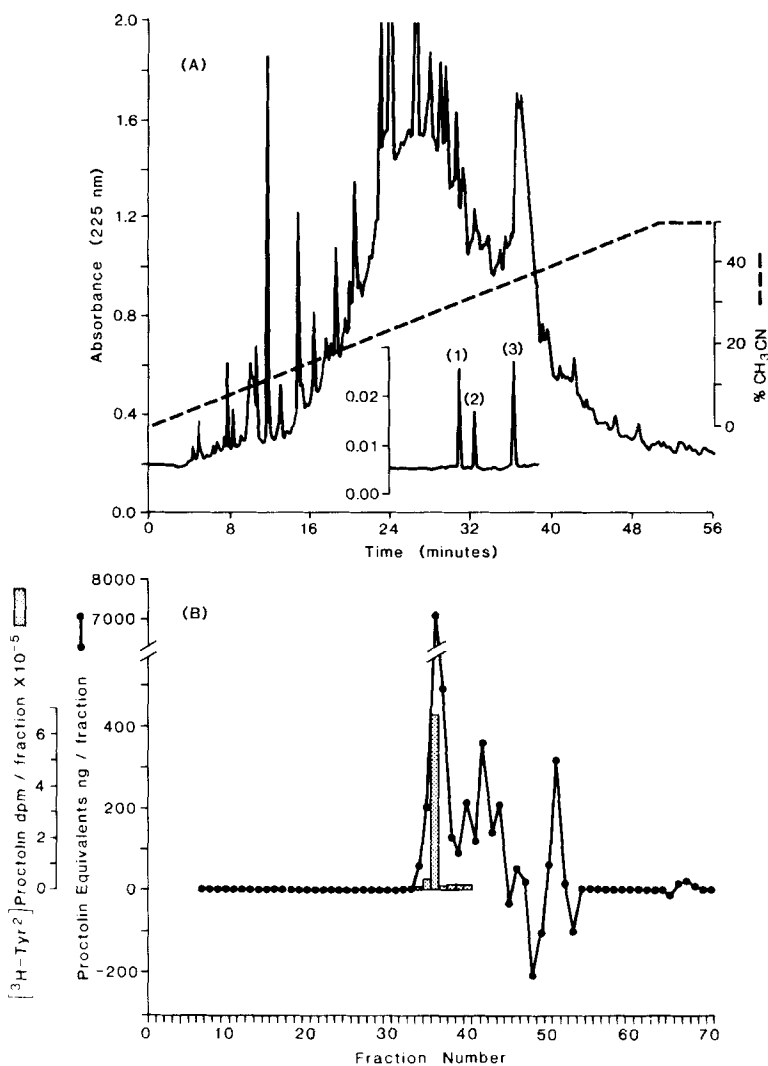 (A)
Absorbance (225 nm)
2.0
1.6
1.2
0.8
0.4
0.0
0 8 16 24 32 40 48 56
Time (minutes)
% CH3CN
40
20
0
(1) (2) (3)
0.02
0.01
0.00
(B)
[³H-Tyr²] Proctolin dpm / fraction X10⁻⁵
6
4
2
0
Proctolin Equivalents ng / fraction
8000
7000
400
200
0
-200
0 10 20 30 40 50 60 70
Fraction Number